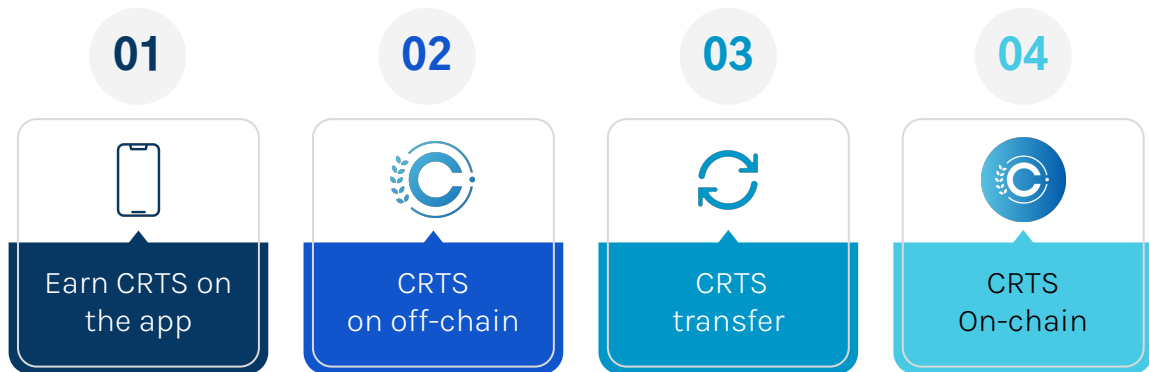 01
02
03
04
Earn CRTS on
the app
CRTS
on off-chain
CRTS
transfer
CRTS
On-chain